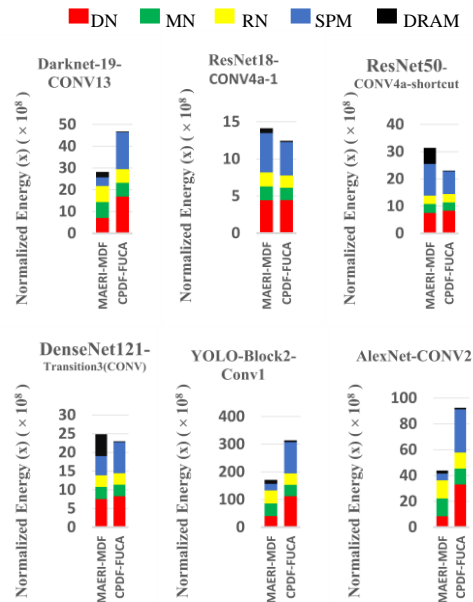 DN MN RN SPM DRAM
Darknet-19-
CONV13
Normalized Energy (x) ( × 10⁸ )
50
40
30
20
10
0
MAERI-MDF
CPDF-FUCA
ResNet18-
CONV4a-1
Normalized Energy (x) ( × 10⁸ )
15
10
5
0
MAERI-MDF
CPDF-FUCA
ResNet50-
CONV4a-shortcut
Normalized Energy (x) ( × 10⁸ )
40
30
20
10
0
MAERI-MDF
CPDF-FUCA
DenseNet121-
Transition3(CONV)
Normalized Energy (x) ( × 10⁸ )
30
25
20
15
10
5
0
MAERI-MDF
CPDF-FUCA
YOLO-Block2-
Conv1
Normalized Energy (x) ( × 10⁸ )
400
300
200
100
0
MAERI-MDF
CPDF-FUCA
AlexNet-CONV2
Normalized Energy (x) ( × 10⁸ )
100
80
60
40
20
0
MAERI-MDF
CPDF-FUCA